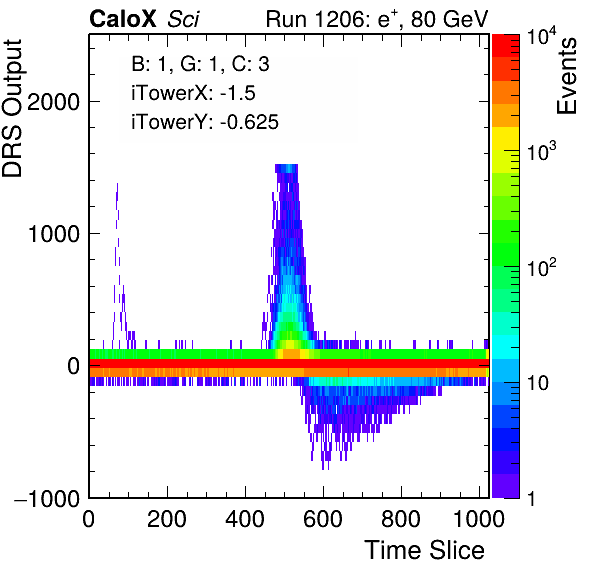 CaloX Sci Run 1206: e⁺, 80 GeV
B: 1, G: 1, C: 3
iTowerX: -1.5
iTowerY: -0.625
DRS Output
2000
1000
0
−1000
0 200 400 600 800 1000
Time Slice
Events
10⁴
10³
10²
10
1